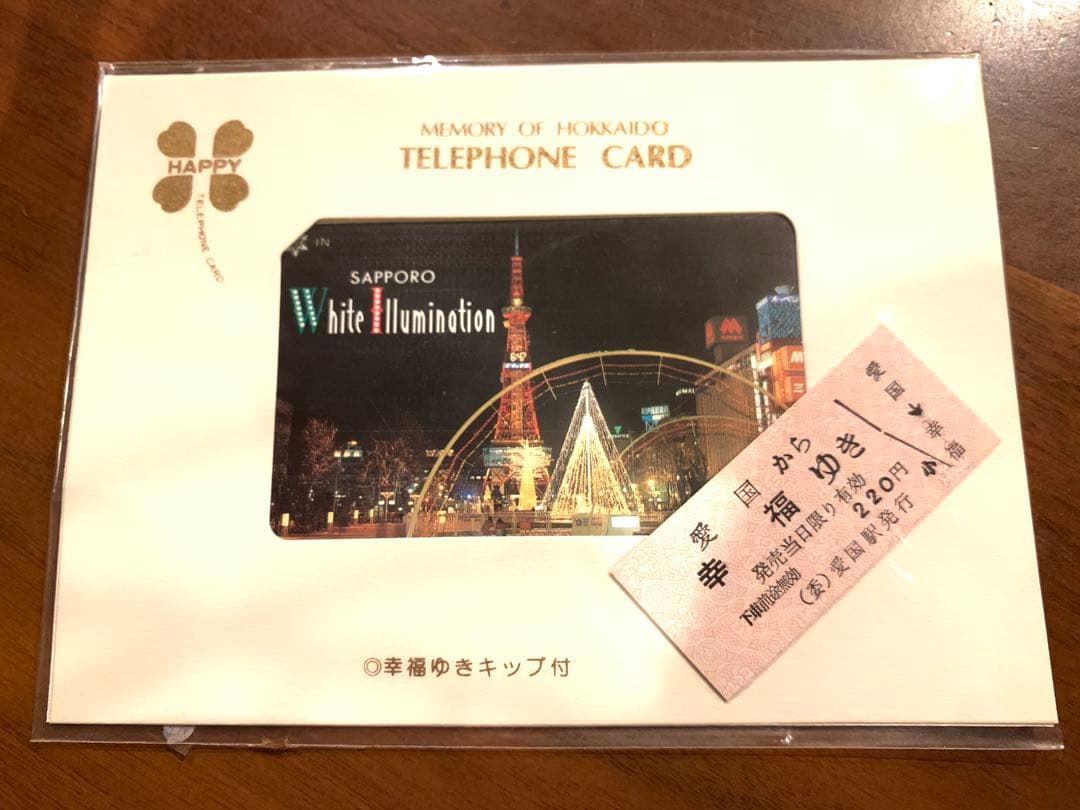 MEMORY OF HOKKAIDO
TELEPHONE CARD
HAPPY
TELEPHONE CARD
IN
SAPPORO
White Illumination
愛国から
幸福ゆき
発売当日限り有効
下車前途無効
220円
(委)愛国駅発行
愛国→幸福
小
◎幸福ゆきキップ付